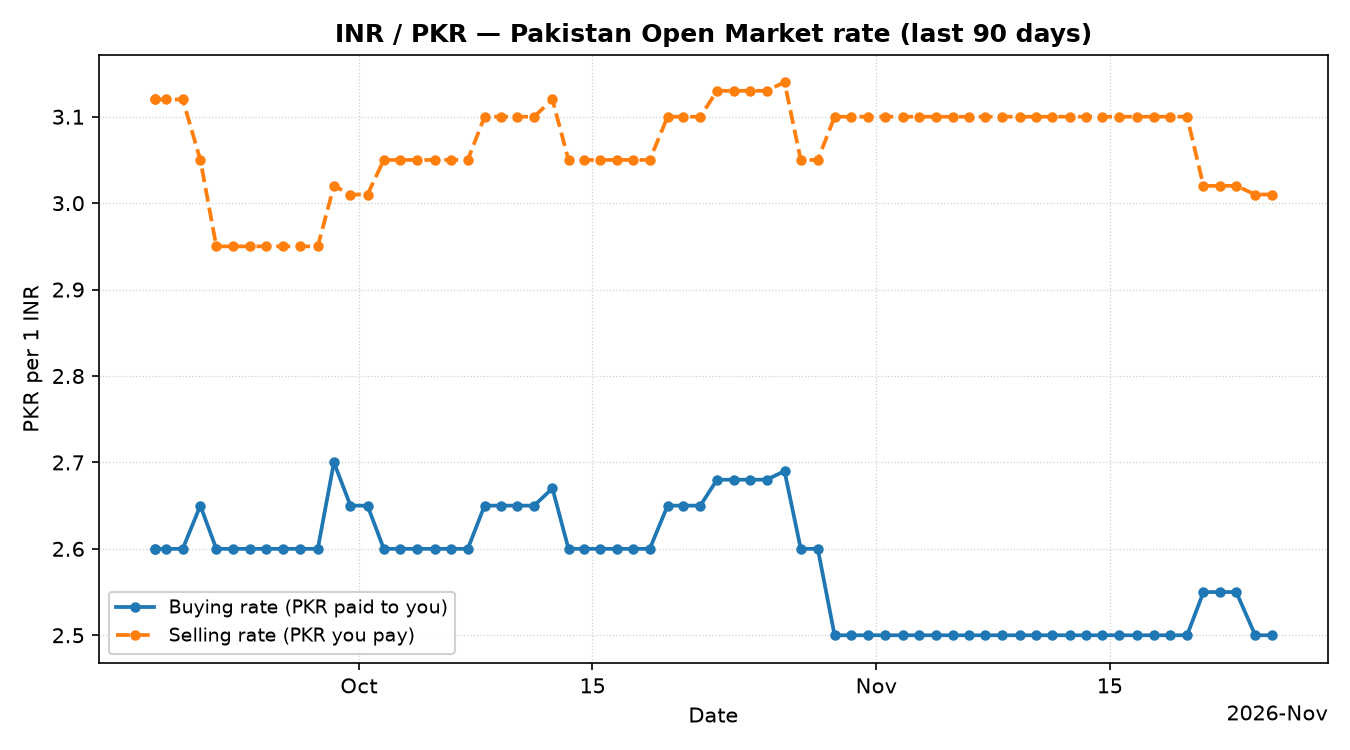 INR / PKR — Pakistan Open Market rate (last 90 days)
PKR per 1 INR
3.1
3.0
2.9
2.8
2.7
2.6
2.5
Buying rate (PKR paid to you)
Selling rate (PKR you pay)
Oct
15
Nov
15
Date
2026-Nov